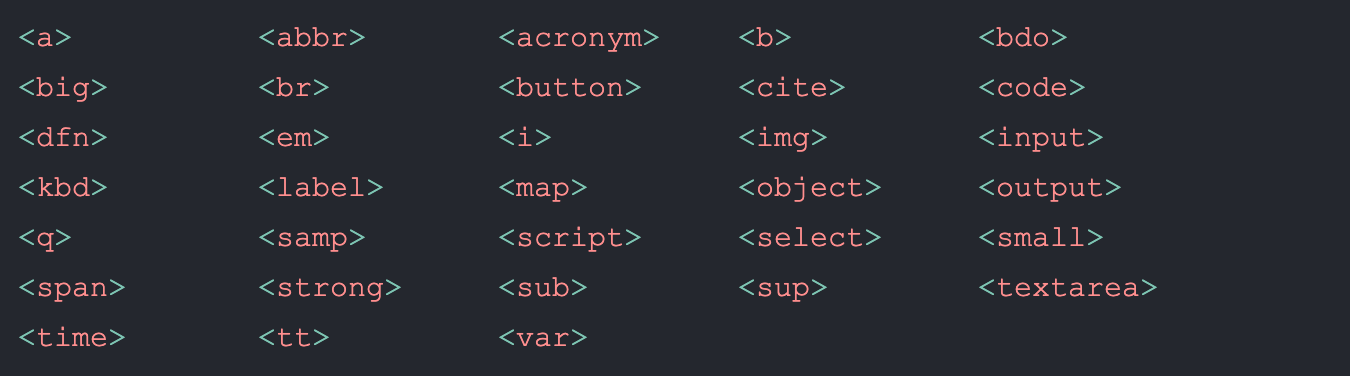 <a> <abbr> <acronym> <b> <bdo>
<big> <br> <button> <cite> <code>
<dfn> <em> <i> <img> <input>
<kbd> <label> <map> <object> <output>
<q> <samp> <script> <select> <small>
<span> <strong> <sub> <sup> <textarea>
<time> <tt> <var>